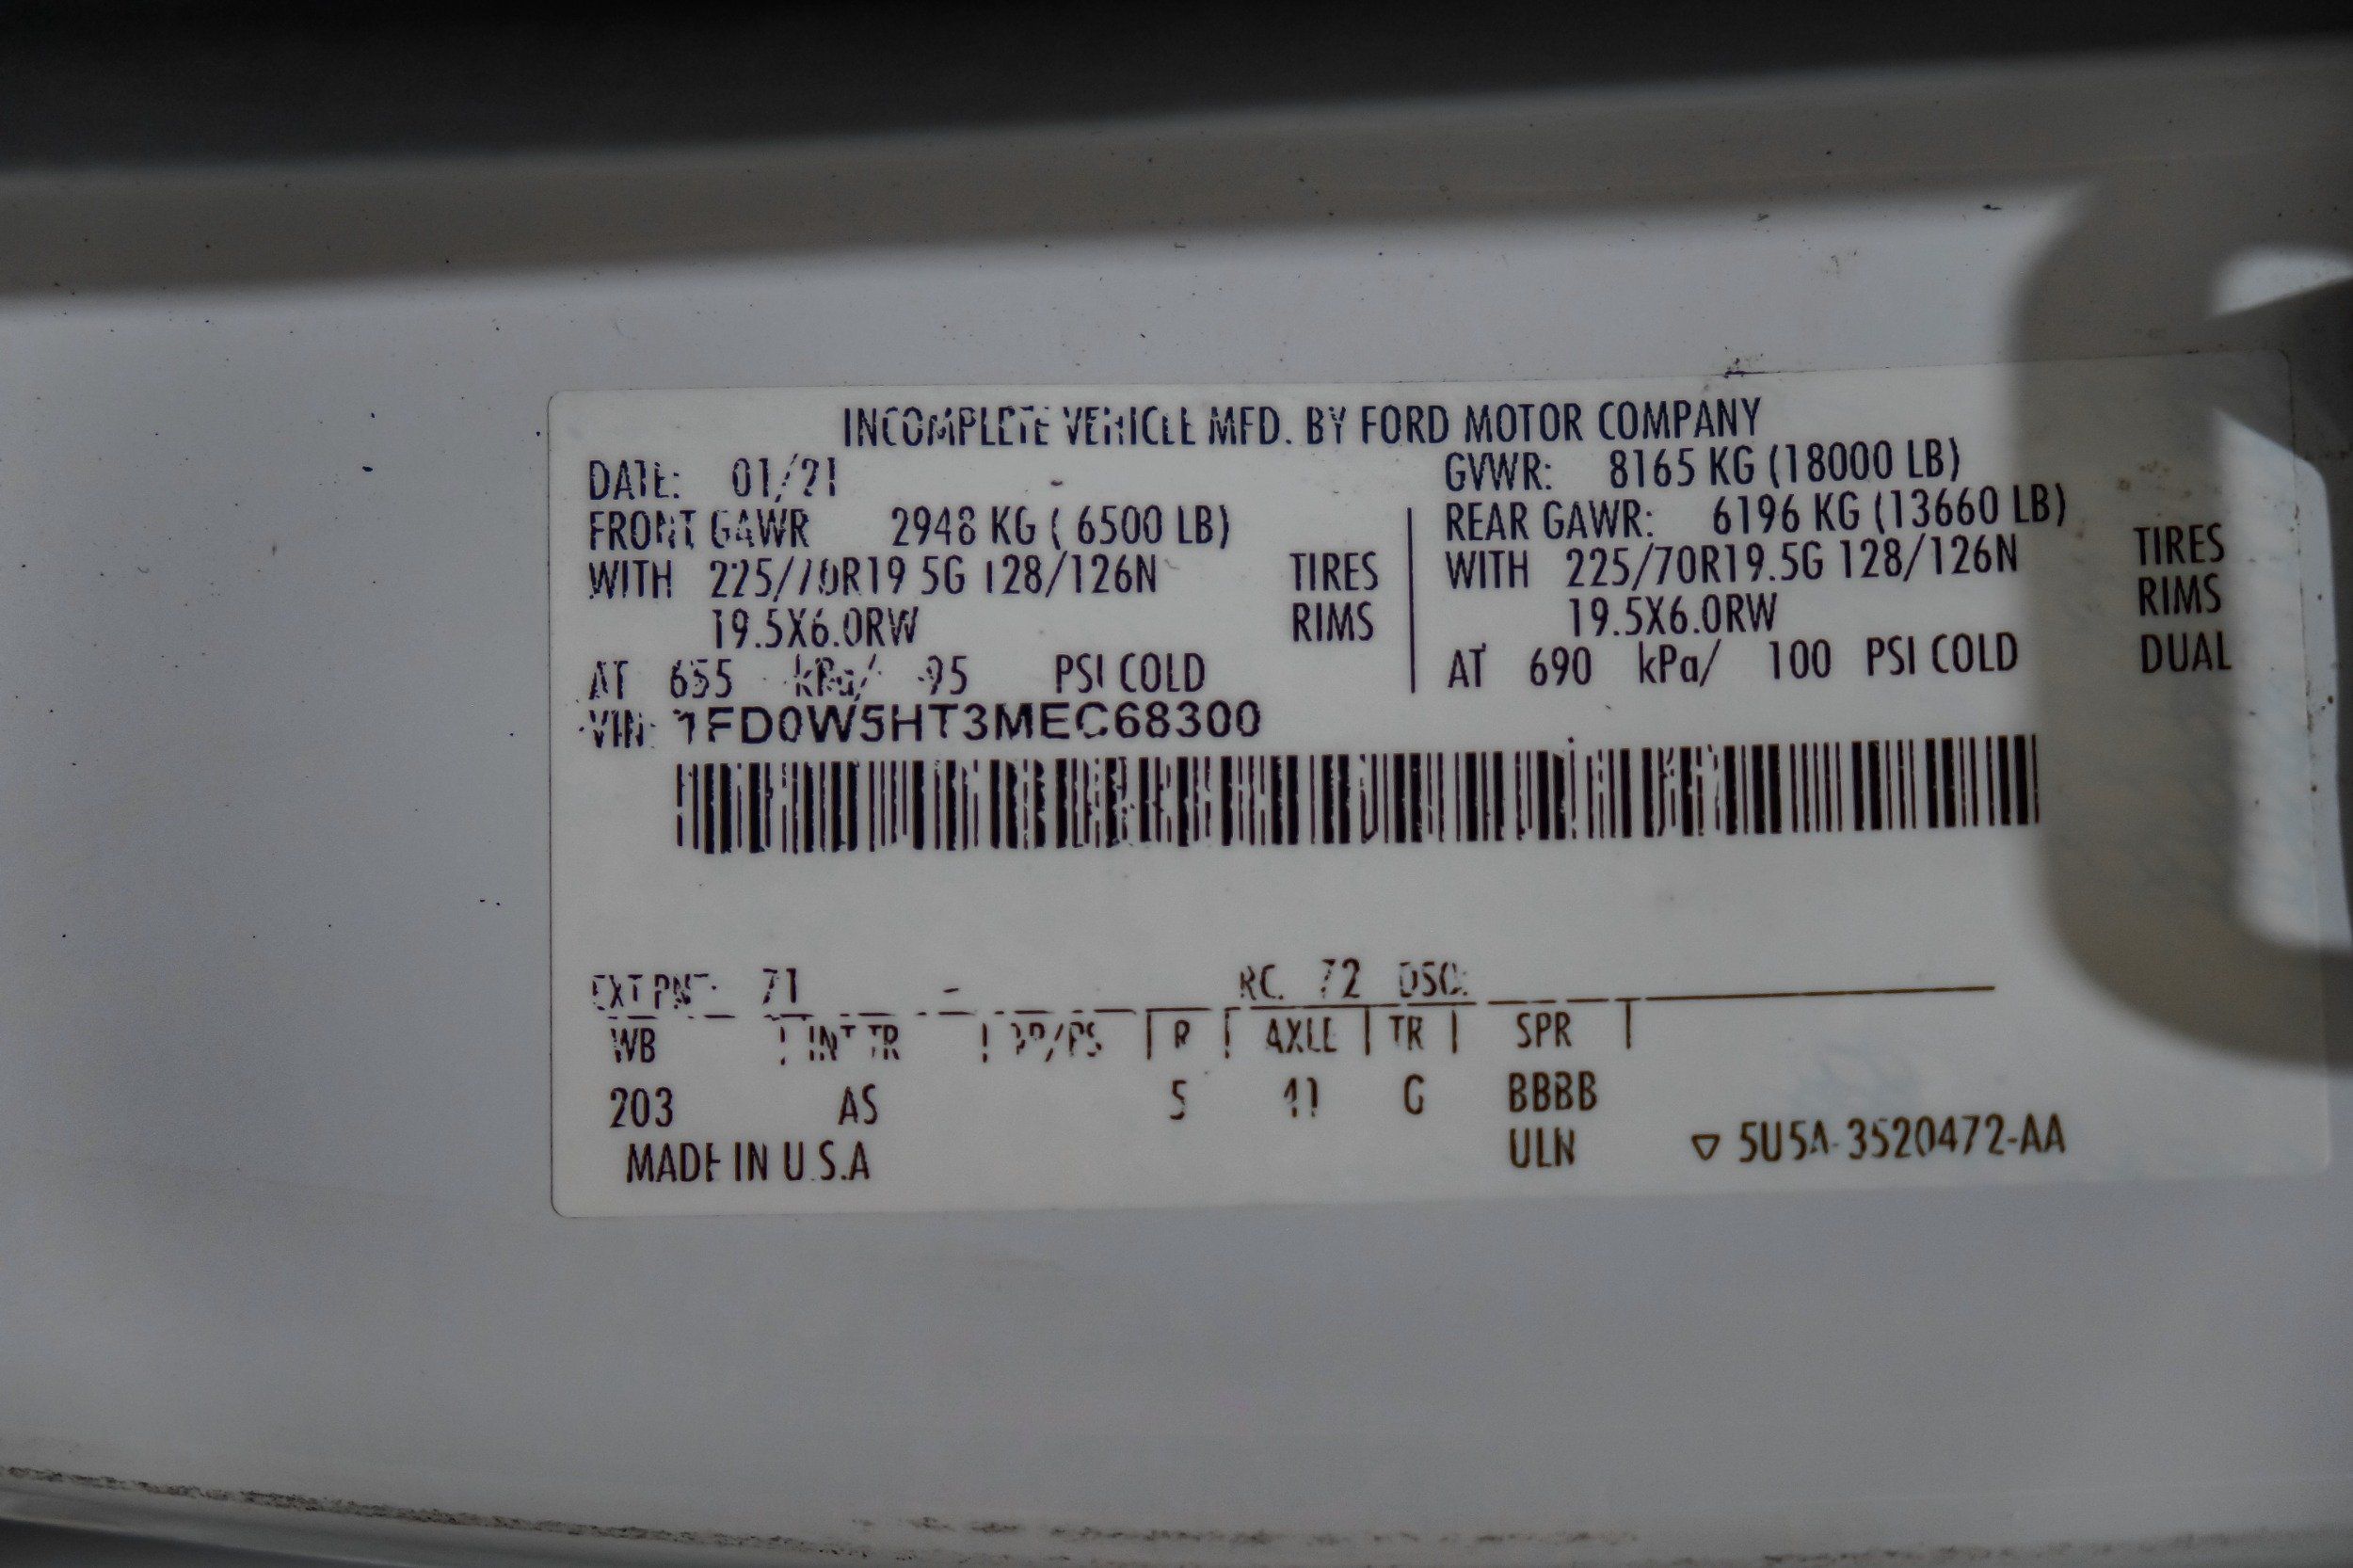 INCOMPLETE VEHICLE MFD. BY FORD MOTOR COMPANY
DATE: 01/21 GVWR: 8165 KG (18000 LB)
FRONT GAWR 2948 KG ( 6500 LB) REAR GAWR: 6196 KG (13660 LB)
WITH 225/70R19.5G 128/126N TIRES WITH 225/70R19.5G 128/126N TIRES
19.5X6.0RW RIMS 19.5X6.0RW RIMS
AT 655 kPa/ 95 PSI COLD AT 690 kPa/ 100 PSI COLD DUAL
VIN: 1FD0W5HT3MEC68300
EXT PNT: 71 RC: 72 DSO:
WB | INT TR | TP/PS | R | AXLE | TR | SPR |
203 AS 5 41 G BBBB
MADE IN U.S.A ULN ▽ 5U5A-3520472-AA